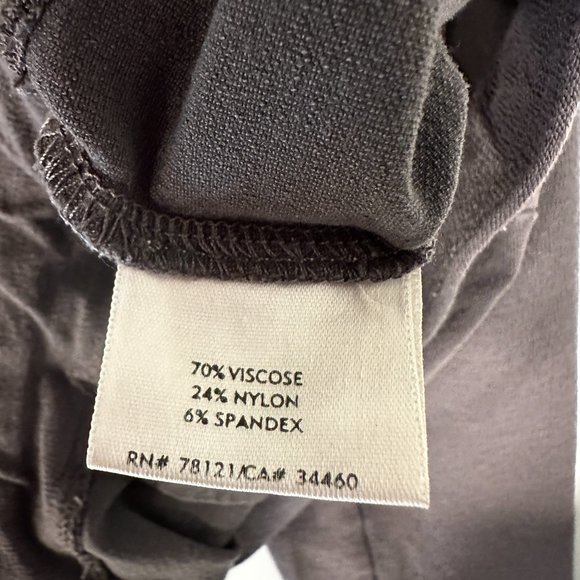 70% VISCOSE
24% NYLON
6% SPANDEX
RN# 78121/CA# 34460